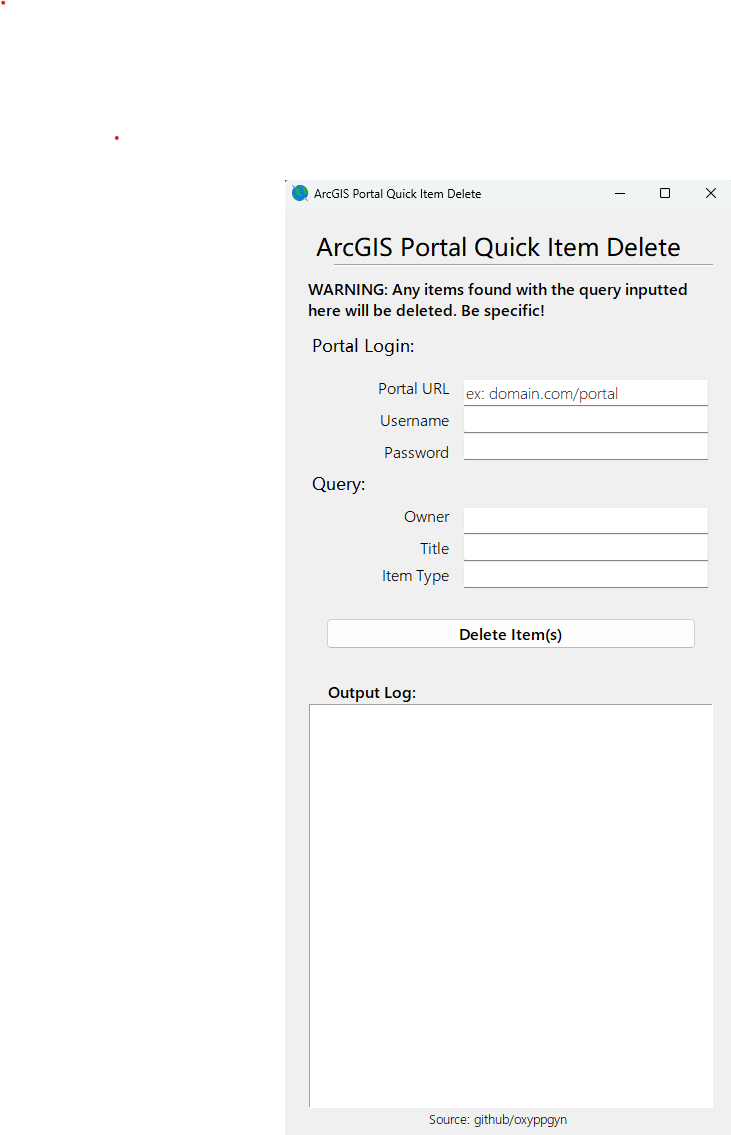 ArcGIS Portal Quick Item Delete
ArcGIS Portal Quick Item Delete
WARNING: Any items found with the query inputted
here will be deleted. Be specific!
Portal Login:
Portal URL ex: domain.com/portal
Username
Password
Query:
Owner
Title
Item Type
Delete Item(s)
Output Log:
Source: github/oxyppgyn